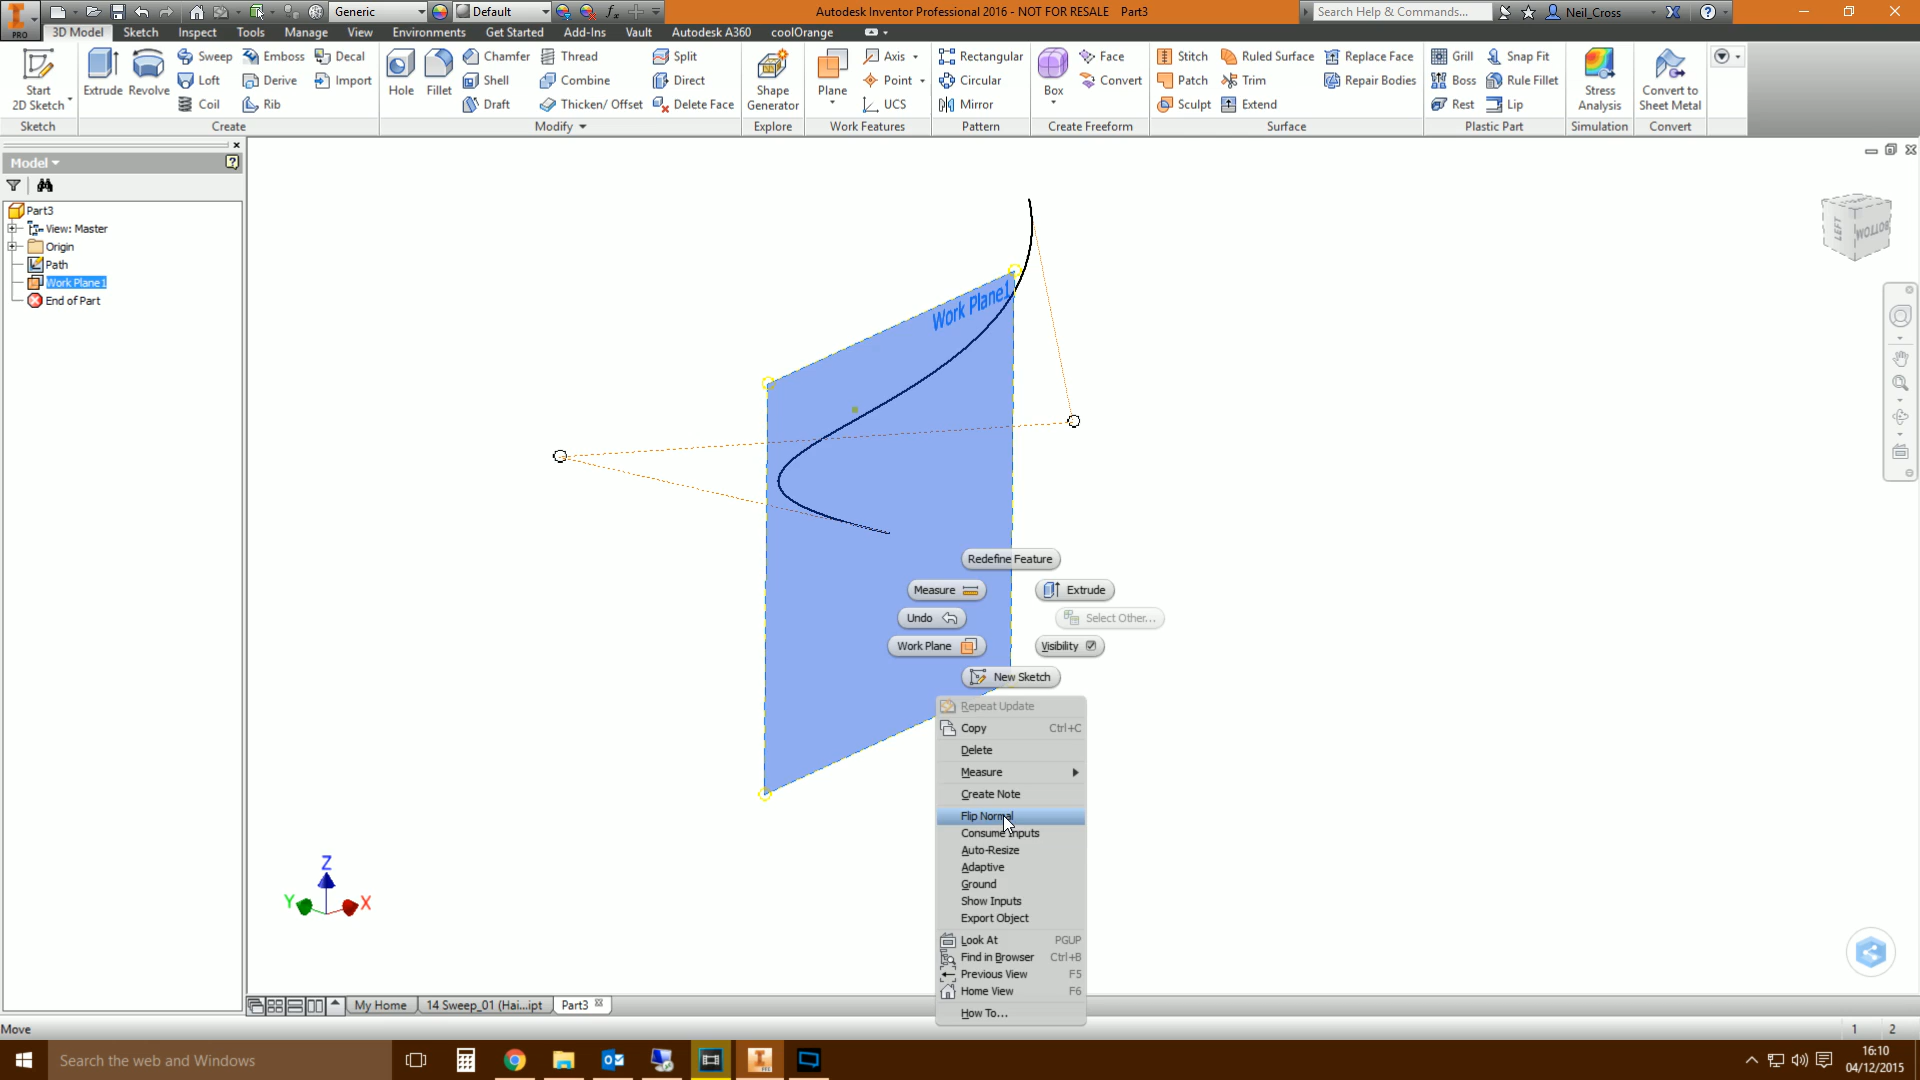 PRO
Generic
Default
Autodesk Inventor Professional 2016 - NOT FOR RESALE Part3
Search Help & Commands...
Neil_Cross
3D Model Sketch Inspect Tools Manage View Environments Get Started Add-Ins Vault Autodesk A360 coolOrange
Start 2D Sketch
Extrude
Revolve
Sweep
Loft
Coil
Emboss
Derive
Rib
Decal
Import
Hole
Fillet
Chamfer
Shell
Draft
Thread
Combine
Thicken/ Offset
Split
Direct
Delete Face
Shape Generator
Plane
Axis
Point
UCS
Rectangular
Circular
Mirror
Box
Face
Convert
Stitch
Patch
Sculpt
Ruled Surface
Trim
Extend
Replace Face
Repair Bodies
Grill
Boss
Rest
Snap Fit
Rule Fillet
Lip
Stress Analysis
Convert to Sheet Metal
Sketch Create Modify Explore Work Features Pattern Create Freeform Surface Plastic Part Simulation Convert
Model
Part3
View: Master
Origin
Path
Work Plane1
End of Part
Work Plane1
LEFT
BOTTOM
Redefine Feature
Measure
Extrude
Undo
Select Other...
Work Plane
Visibility
New Sketch
Repeat Update
Copy Ctrl+C
Delete
Measure
Create Note
Flip Normal
Consume Inputs
Auto-Resize
Adaptive
Ground
Show Inputs
Export Object
Look At PGUP
Find in Browser Ctrl+B
Previous View F5
Home View F6
How To...
Z
Y
X
My Home
14 Sweep_01 (Hai...ipt
Part3
Move
1 2
Search the web and Windows
16:10
04/12/2015